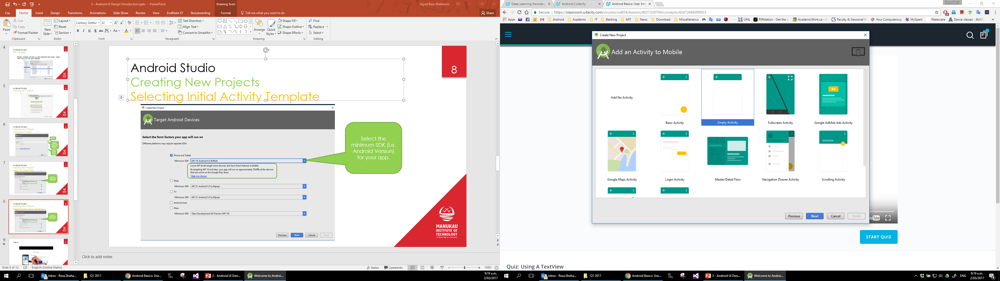 3 - Android UI Design Introduction.pptx - PowerPoint
Drawing Tools
Seyed Reza Shahamiri
File Home Insert Design Transitions Animations Slide Show Review View EndNote X7 Storyboarding Format Tell me what you want to do Share
Paste
Cut
Copy
Format Painter
Clipboard
New Slide
Layout
Reset
Section
Slides
Century Gothic 32
Font
Text Direction
Align Text
Convert to SmartArt
Paragraph
Arrange
Quick Styles
Shape Fill
Shape Outline
Shape Effects
Drawing
Find
Replace
Select
Editing
4
Android Studio
SDK Manager
5
Android Studio
Creating New Projects
6
Android Studio
Creating New Projects
7
Android Studio
Creating New Projects
8
Android Studio
Creating New Projects
Selecting Initial Activity Template
9
Views
VIEWS
Android Studio
Creating New Projects
Selecting Initial Activity Template
8
Create New Project
Target Android Devices
Select the form factors your app will run on
Different platforms may require separate SDKs
Phone and Tablet
Minimum SDK API 19: Android 4.4 (KitKat)
Lower API levels target more devices, but have fewer features available.
By targeting API 19 and later, your app will run on approximately 73.9% of the devices
that are active on the Google Play Store.
Help me choose
Wear
Minimum SDK API 21: Android 5.0 (Lollipop)
TV
Minimum SDK API 21: Android 5.0 (Lollipop)
Android Auto
Glass
Minimum SDK Glass Development Kit Preview (API 19)
Previous Next Cancel Finish
Select the
minimum SDK (i.e.
Android Version)
for your app.
MANUKAU
INSTITUTE OF
TECHNOLOGY
Te Whare Takiura o Manukau
Click to add notes
Slide 8 of 12 English (United States) Notes Comments 108%
Inbox - Reza.Shaha... Q1 2017 Android Basics: Use... 3 - Android UI Desi... Welcome to Androi...
9:19 a.m.
2/03/2017
Deep Learning Nanodeg Android | Udacity Android Basics: User Inte
Seyed Reza
Secure https://classroom.udacity.com/courses/ud834/lessons/4027328704/concepts/42472686090923
Apps Android Academic IT Banking MIT News Download Miscellaneous UML Riffstation - Get the c AcademicWork.ca - C Faculty & Sessional P Your Computeroxy MySpark Watercare Dance classes - AUCK
24
Create New Project
Add an Activity to Mobile
Add No Activity
Basic Activity
Empty Activity
Fullscreen Activity
Ad
Google AdMob Ads Activity
Google Maps Activity
Login Activity
Master/Detail Flow
Navigation Drawer Activity
Scrolling Activity
Previous Next Cancel Finish
START QUIZ
Quiz: Using A TextView
Inbox - Reza.Shaha... Q1 2017 Android Basics: Use... 3 - Android UI Desi... Welcome to Androi...
ENG
9:19 a.m.
2/03/2017